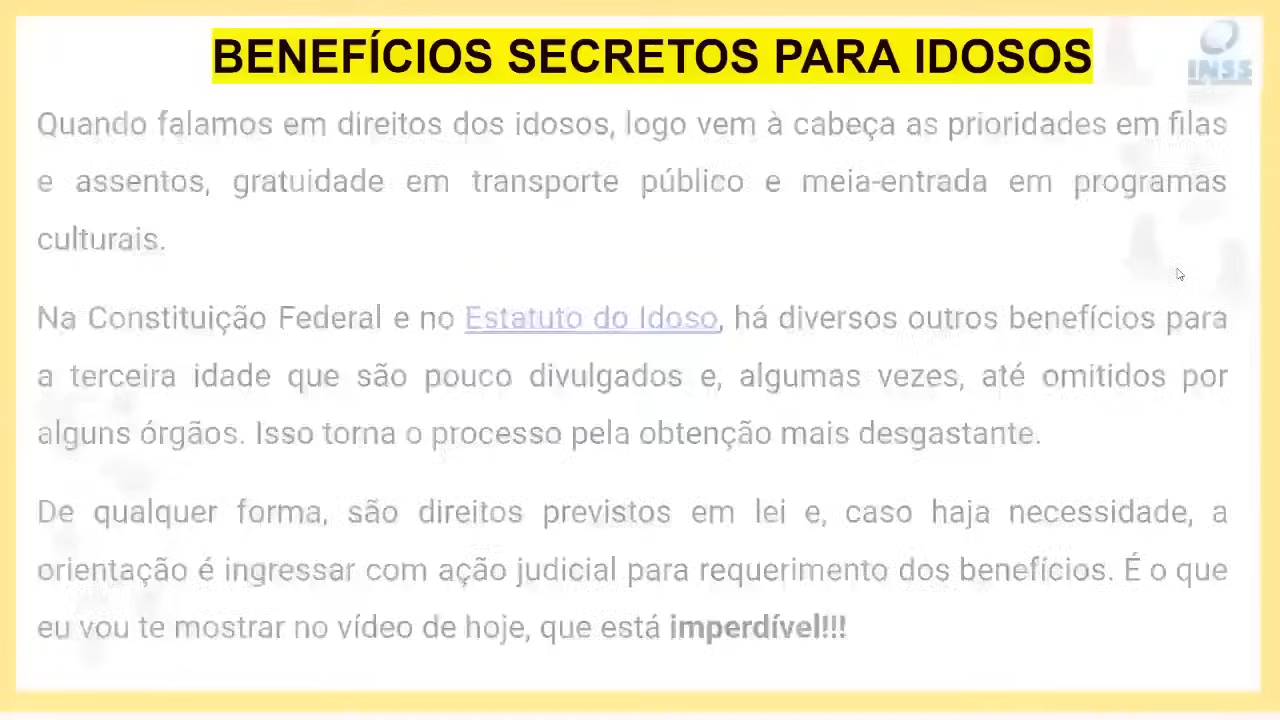 BENEFÍCIOS SECRETOS PARA IDOSOS
INSS
Quando falamos em direitos dos idosos, logo vem à cabeça as prioridades em filas
e assentos, gratuidade em transporte público e meia-entrada em programas
culturais.
Na Constituição Federal e no Estatuto do Idoso, há diversos outros benefícios para
a terceira idade que são pouco divulgados e, algumas vezes, até omitidos por
alguns órgãos. Isso torna o processo pela obtenção mais desgastante.
De qualquer forma, são direitos previstos em lei e, caso haja necessidade, a
orientação é ingressar com ação judicial para requerimento dos benefícios. É o que
eu vou te mostrar no vídeo de hoje, que está imperdível!!!